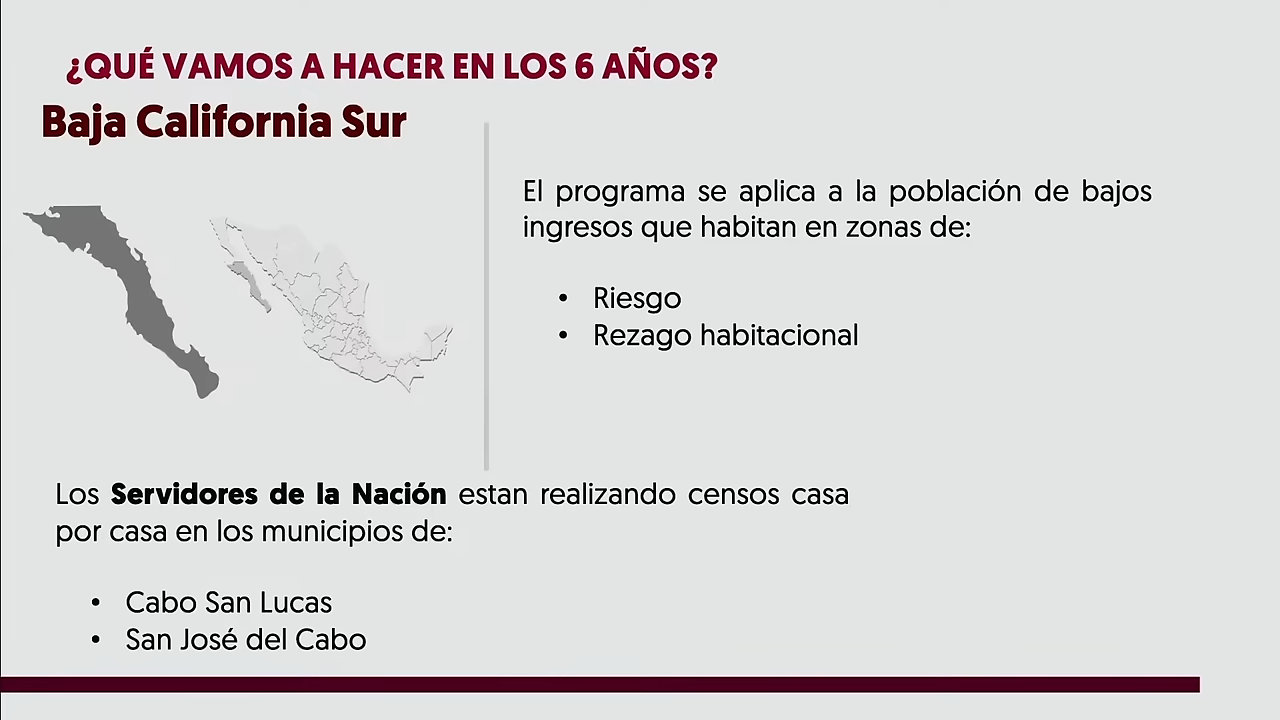 ¿QUÉ VAMOS A HACER EN LOS 6 AÑOS?
Baja California Sur
El programa se aplica a la población de bajos
ingresos que habitan en zonas de:
• Riesgo
• Rezago habitacional
Los Servidores de la Nación estan realizando censos casa
por casa en los municipios de:
• Cabo San Lucas
• San José del Cabo